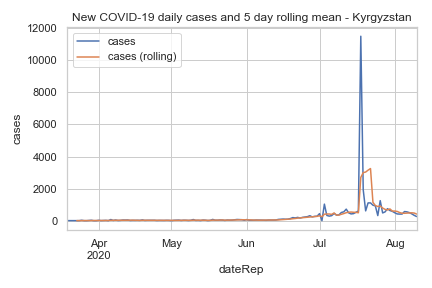 New COVID-19 daily cases and 5 day rolling mean - Kyrgyzstan
cases
cases (rolling)
12000
10000
8000
6000
4000
2000
0
cases
Apr
2020
May
Jun
Jul
Aug
dateRep